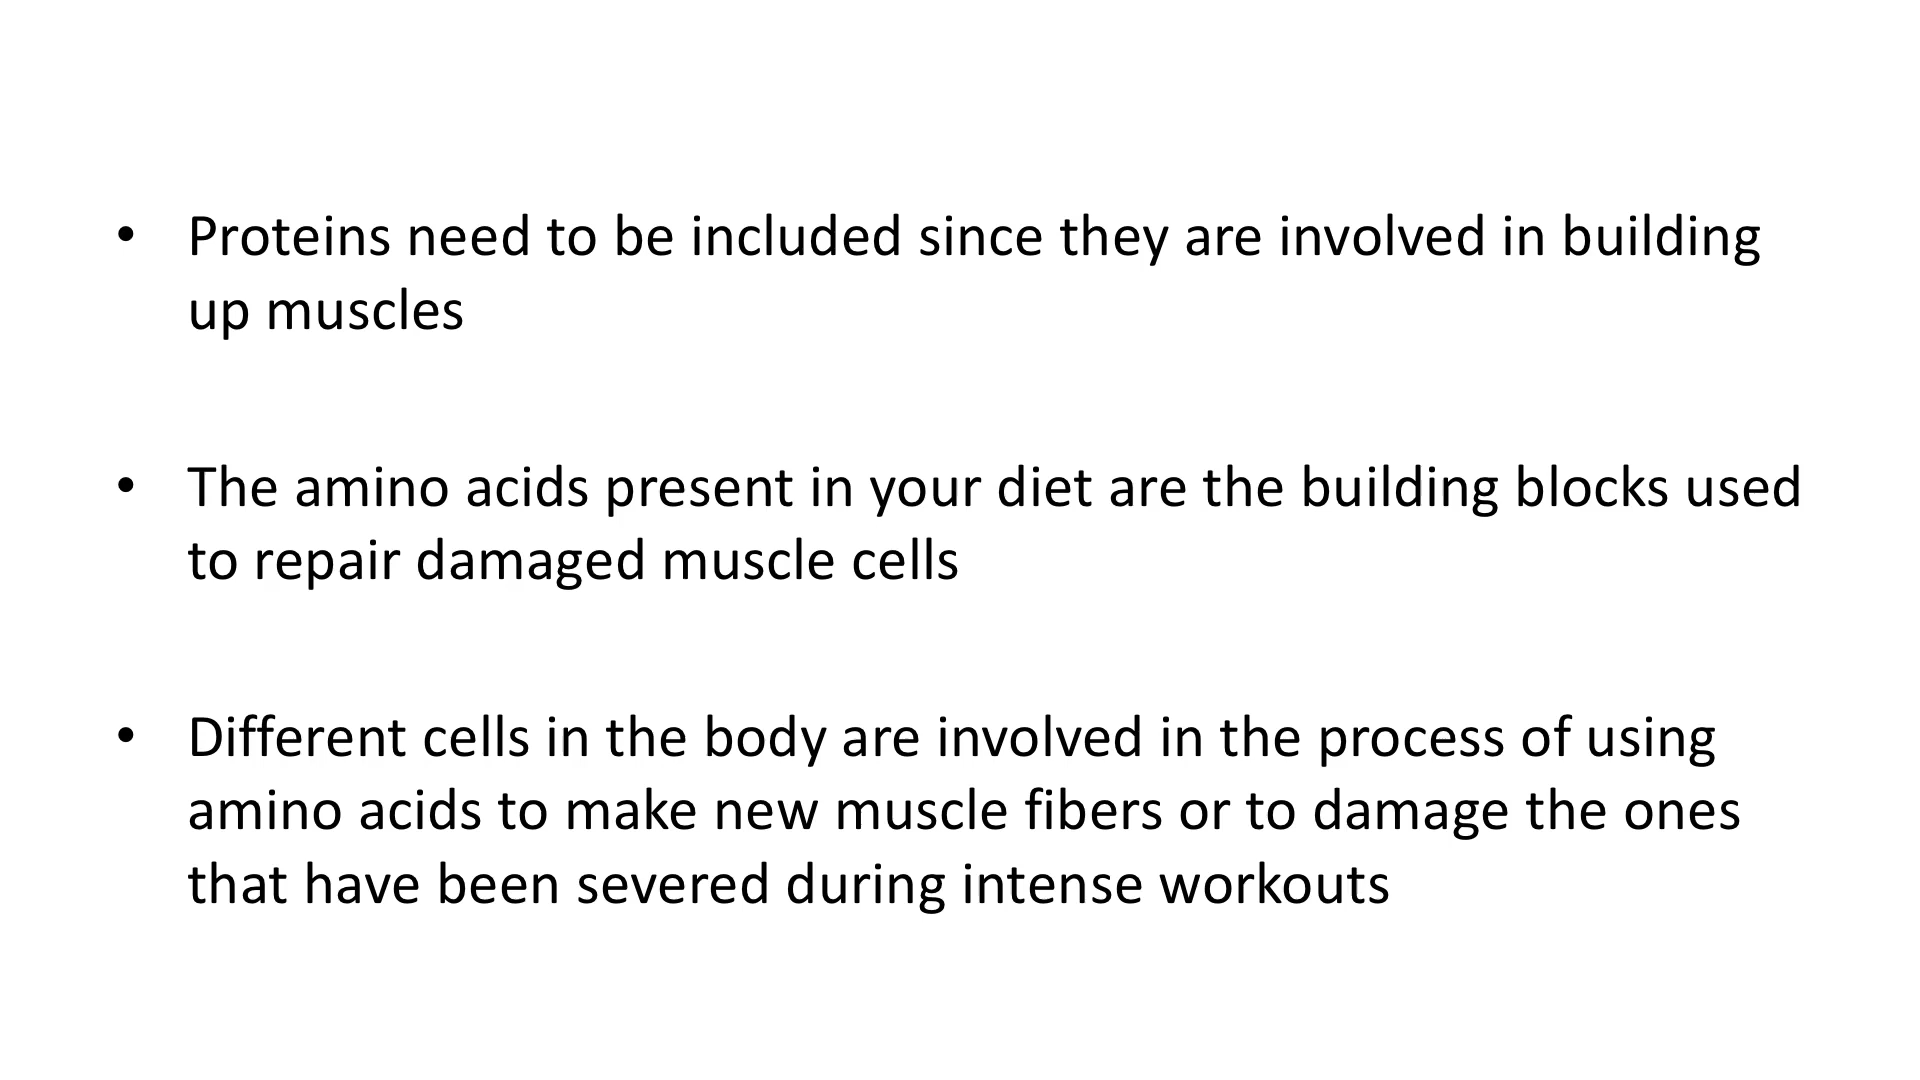 • Proteins need to be included since they are involved in building
up muscles
• The amino acids present in your diet are the building blocks used
to repair damaged muscle cells
• Different cells in the body are involved in the process of using
amino acids to make new muscle fibers or to damage the ones
that have been severed during intense workouts